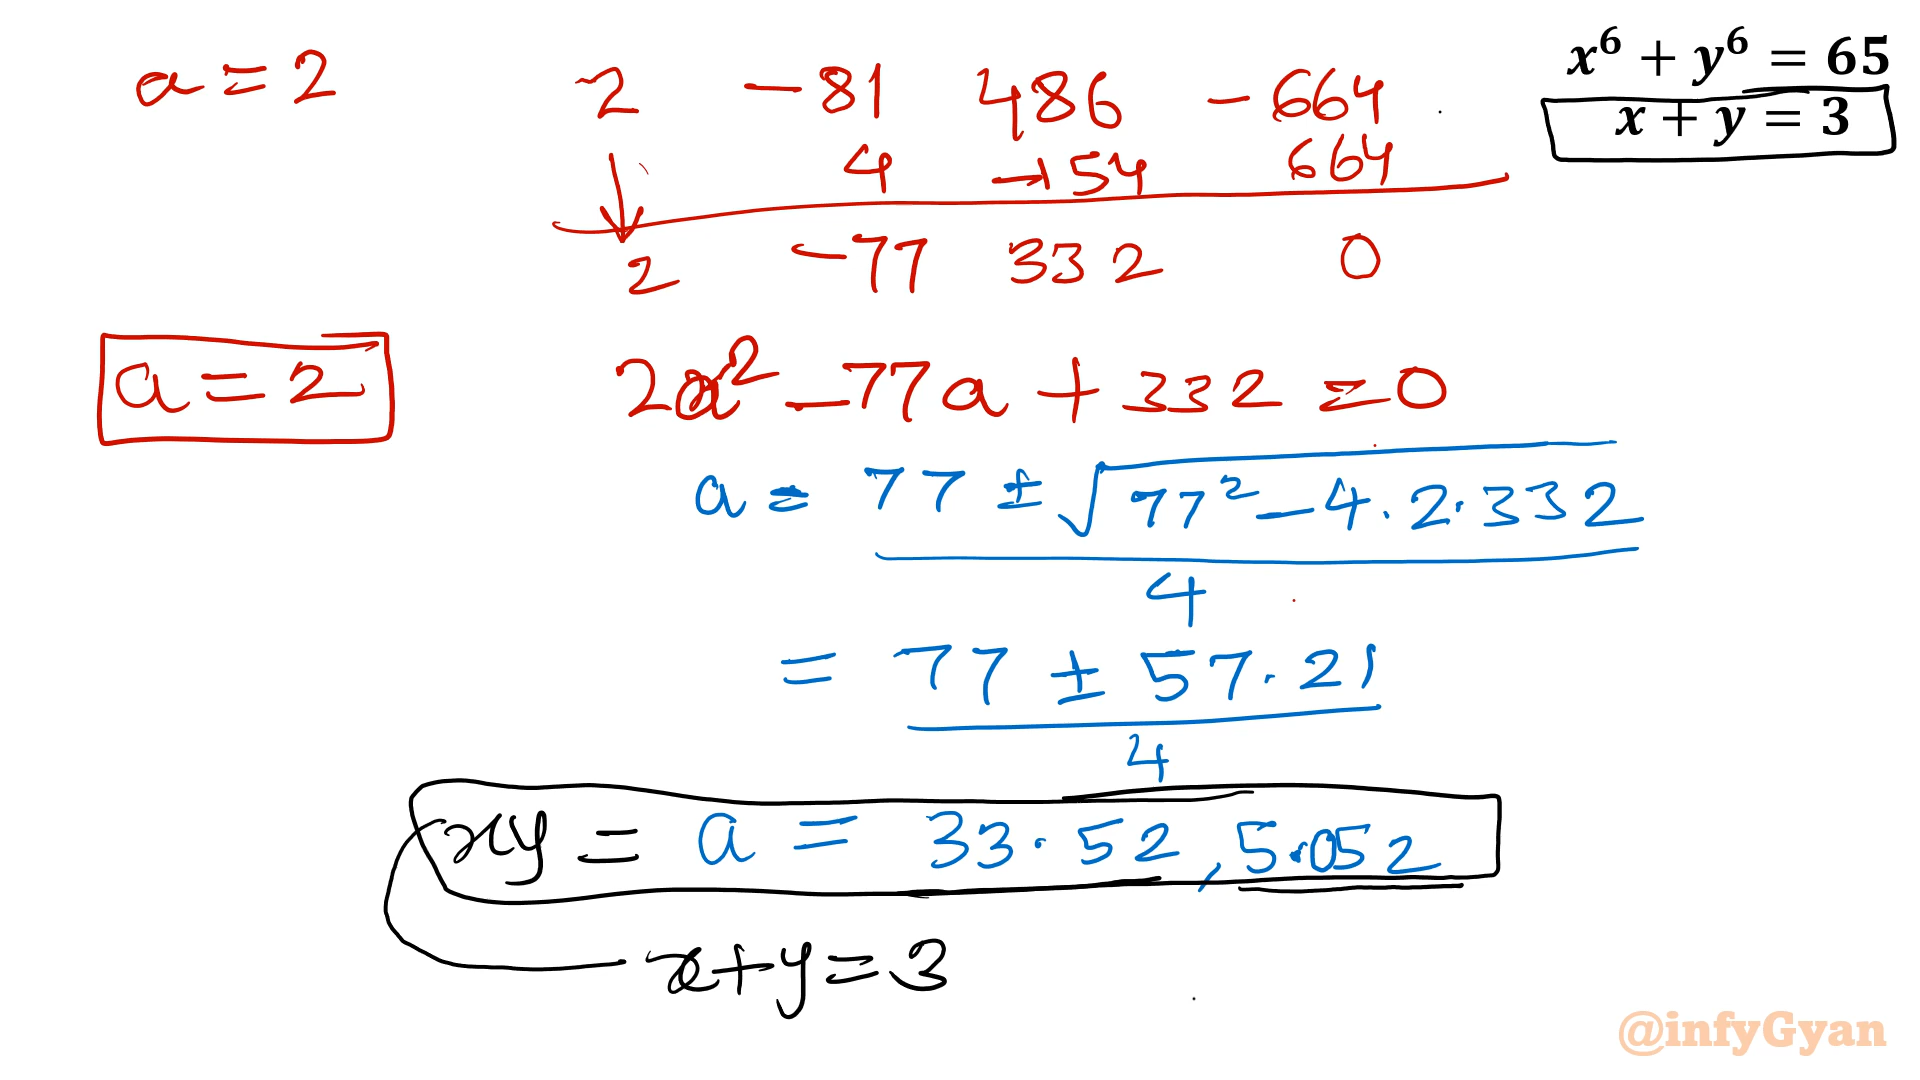 x⁶ + y⁶ = 65
x + y = 3
a = 2
2 -81 486 -664
4 -154 664
2 -77 332 0
a = 2
2a² - 77a + 332 = 0
a = 77 ± √77² - 4.2.332
4
= 77 ± 57.21
4
xy = a = 33.52, 5.052
x+y=3
@infyGyan